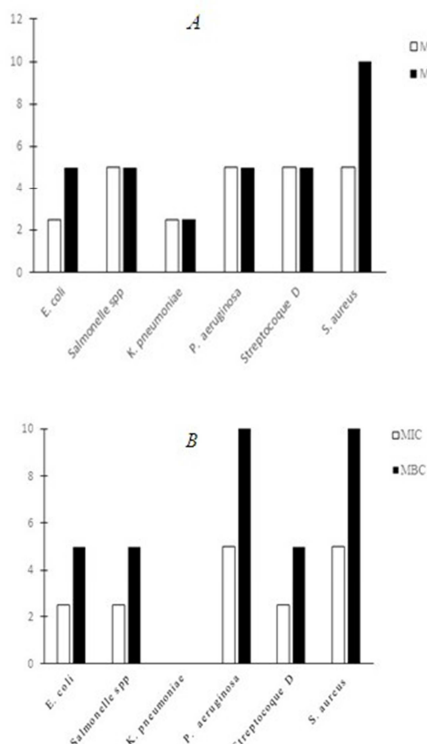 A
12
10
8
6
4
2
0
M
M
E. coli
Salmonelle spp
K. pneumoniae
P. aeruginosa
Streptocoque D
S. aureus
B
10
8
6
4
2
0
MIC
MBC
E. coli
Salmonelle spp
K. pneumoniae
P. aeruginosa
Streptocoque D
S. aureus